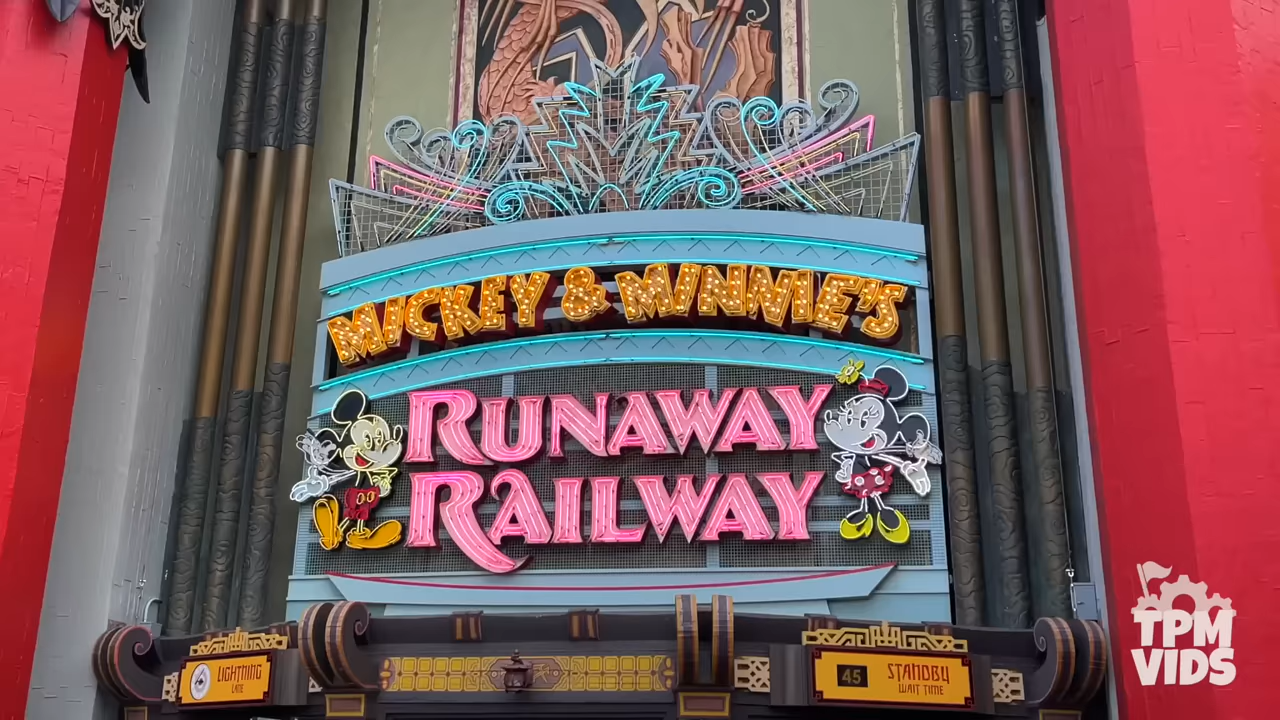 MICKEY & MINNIE'S
RUNAWAY
RAILWAY
LIGHTNING
LANE
45
STANDBY
WAIT TIME
TPM
VIDS